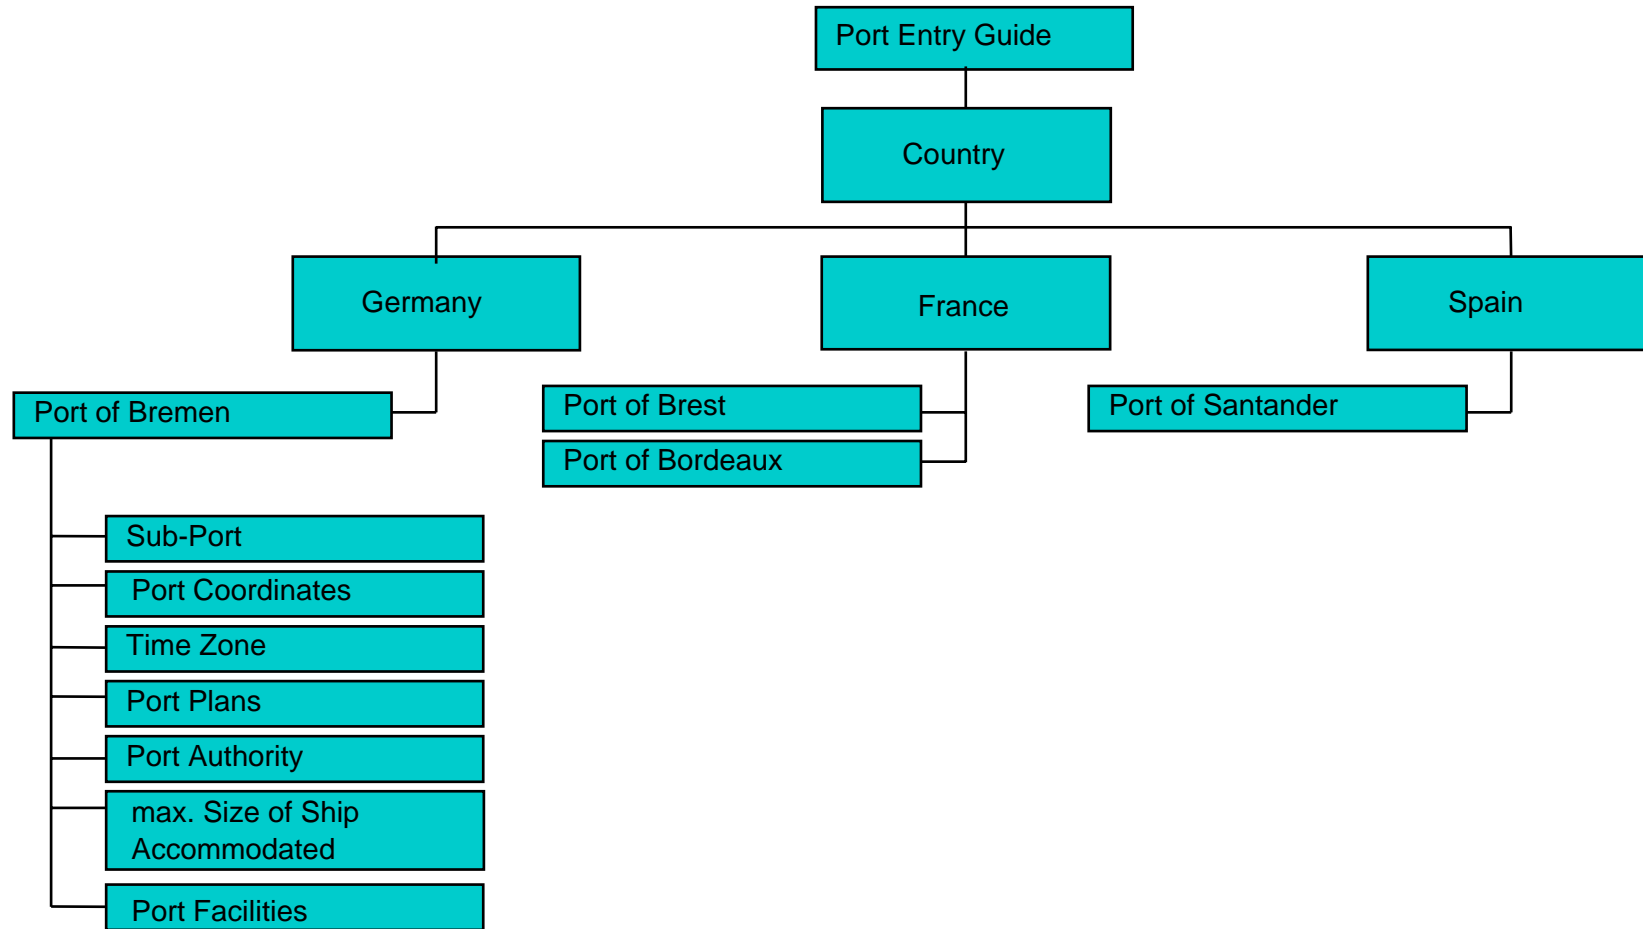 Port Entry Guide
Country
Germany
France
Spain
Port of Bremen
Port of Brest
Port of Bordeaux
Port of Santander
Sub-Port
Port Coordinates
Time Zone
Port Plans
Port Authority
max. Size of Ship
Accommodated
Port Facilities